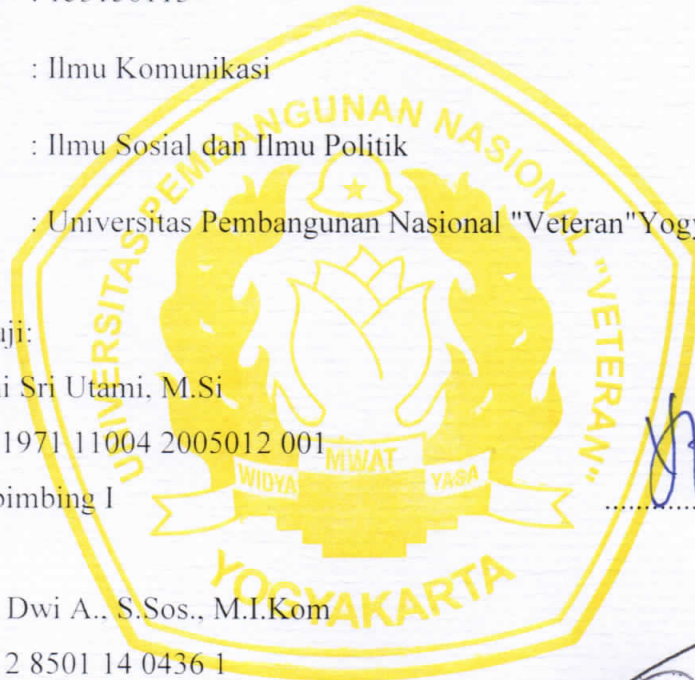 : Ilmu Komunikasi
: Ilmu Sosial dan Ilmu Politik
: Universitas Pembangunan Nasional "Veteran"Yogy
uji:
ni Sri Utami, M.Si
1971 11004 2005012 001
bimbing I
Dwi A., S.Sos., M.I.Kom
2 8501 14 0436 1
UNIVERSITAS PEMBANGUNAN NASIONAL "VETERAN"
WIDYA MWAT YASA
YOGYAKARTA